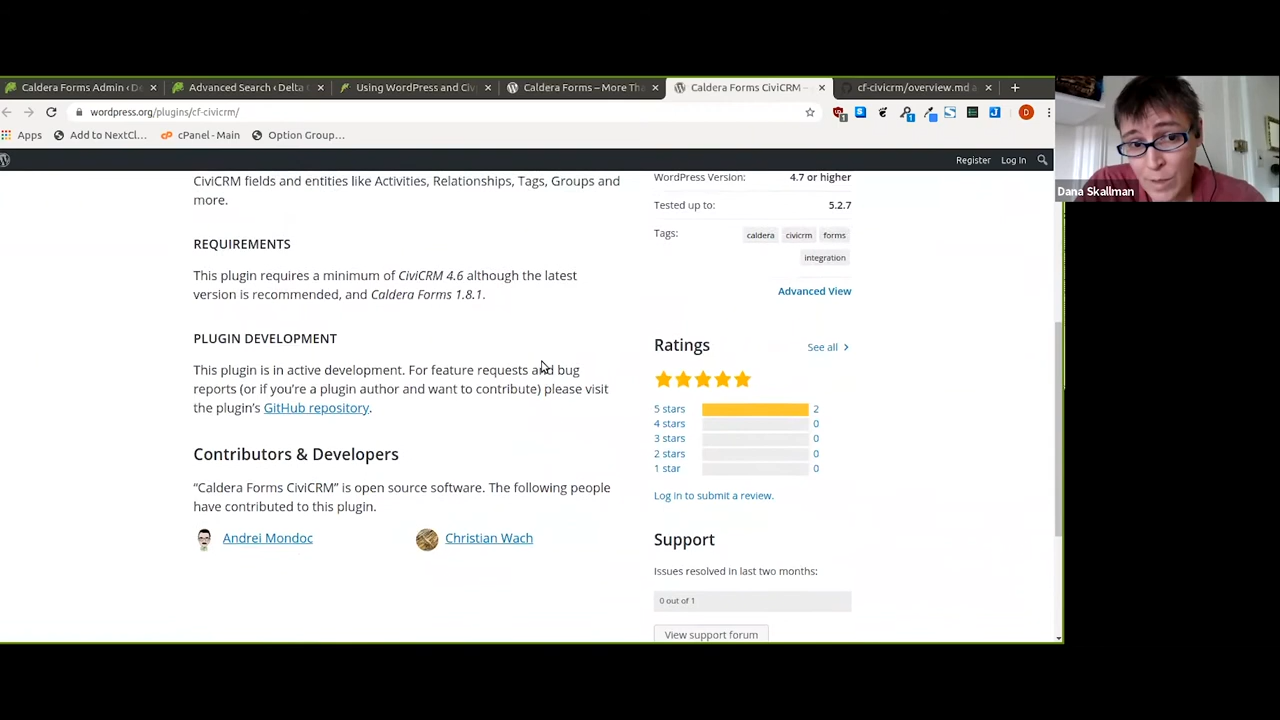 Caldera Forms Admin ‹ D
Advanced Search ‹ Delta
Using WordPress and Civ
Caldera Forms – More Th
Caldera Forms CiviCRM –
cf-civicrm/overview.md a
wordpress.org/plugins/cf-civicrm/
D
Apps
Add to NextCl...
cPanel - Main
Option Group...
Register
Log In
Dana Skallman
CiviCRM fields and entities like Activities, Relationships, Tags, Groups and
more.
REQUIREMENTS
This plugin requires a minimum of CiviCRM 4.6 although the latest
version is recommended, and Caldera Forms 1.8.1.
PLUGIN DEVELOPMENT
This plugin is in active development. For feature requests and bug
reports (or if you're a plugin author and want to contribute) please visit
the plugin's GitHub repository.
Contributors & Developers
“Caldera Forms CiviCRM” is open source software. The following people
have contributed to this plugin.
Andrei Mondoc
Christian Wach
WordPress Version: 4.7 or higher
Tested up to: 5.2.7
Tags: caldera civicrm forms
integration
Advanced View
Ratings See all
5 stars 2
4 stars 0
3 stars 0
2 stars 0
1 star 0
Log in to submit a review.
Support
Issues resolved in last two months:
0 out of 1
View support forum